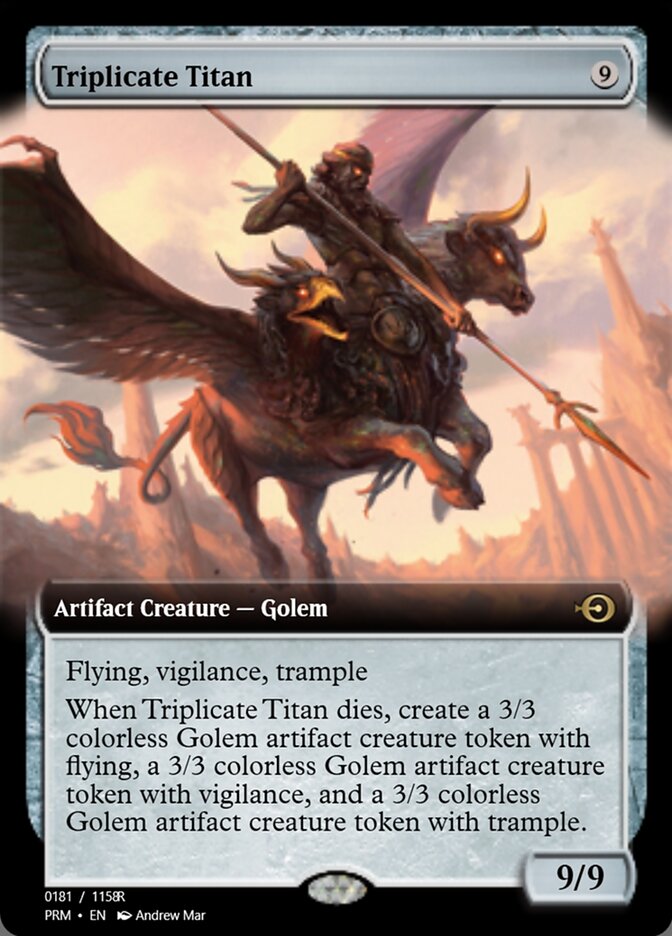 Triplicate Titan 9
Artifact Creature — Golem
Flying, vigilance, trample
When Triplicate Titan dies, create a 3/3
colorless Golem artifact creature token with
flying, a 3/3 colorless Golem artifact creature
token with vigilance, and a 3/3 colorless
Golem artifact creature token with trample.
9/9
0181 / 1158R
PRM • EN Andrew Mar